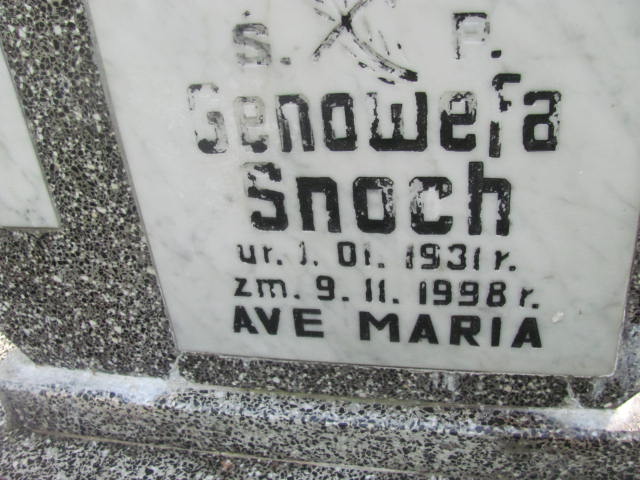 Ś. P.
Genowefa
Snoch
ur. 1. 01. 1931 r.
zm. 9. 11. 1998 r.
AVE MARIA